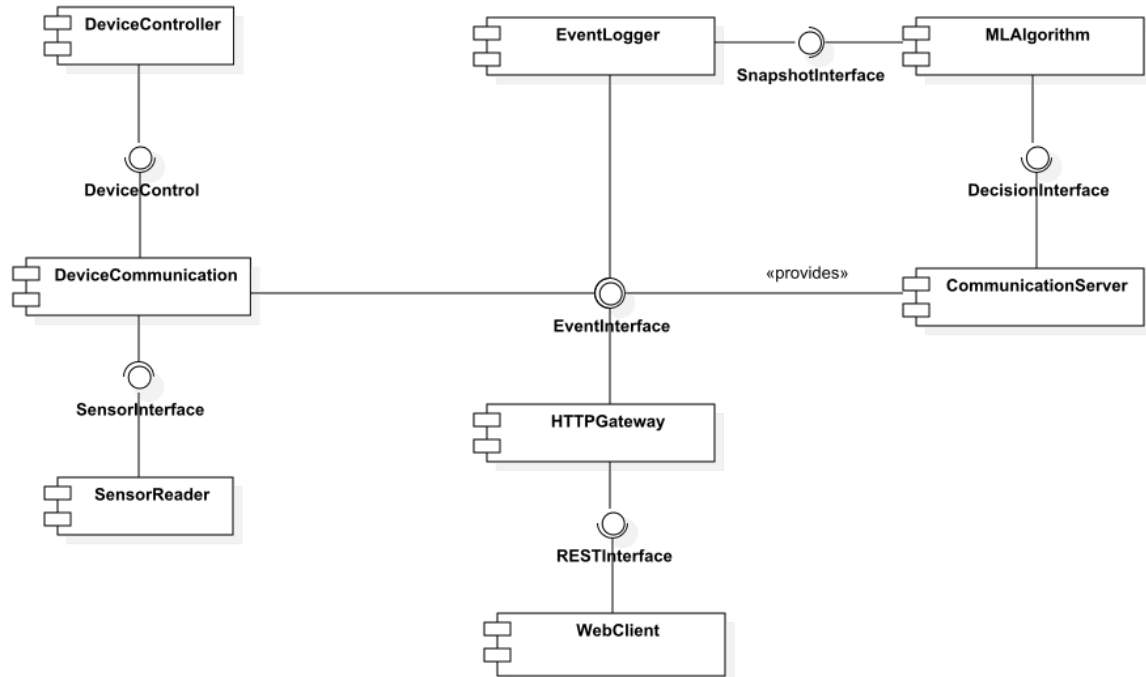 DeviceController
EventLogger
MLAlgorithm
SnapshotInterface
DeviceControl
DecisionInterface
DeviceCommunication
«provides»
CommunicationServer
EventInterface
SensorInterface
HTTPGateway
SensorReader
RESTInterface
WebClient